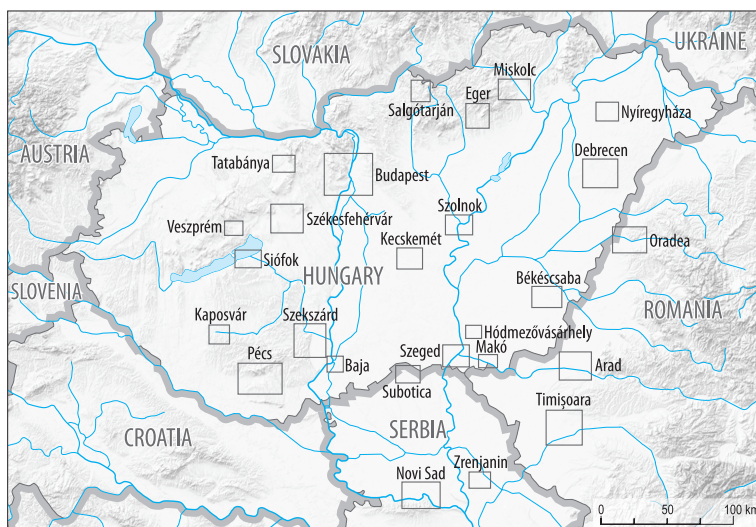 SLOVAKIA
UKRAINE
Miskolc
Salgótarján
Eger
Nyíregyháza
AUSTRIA
Tatabánya
Budapest
Debrecen
Veszprém
Székesfehérvár
Szolnok
Kecskemét
Oradea
Siófok
HUNGARY
SLOVENIA
Békéscsaba
ROMANIA
Kaposvár
Szekszárd
Hódmezővásárhely
Szeged
Makó
Pécs
Baja
Arad
Subotica
Timișoara
CROATIA
SERBIA
Novi Sad
Zrenjanin
0 50 100 km